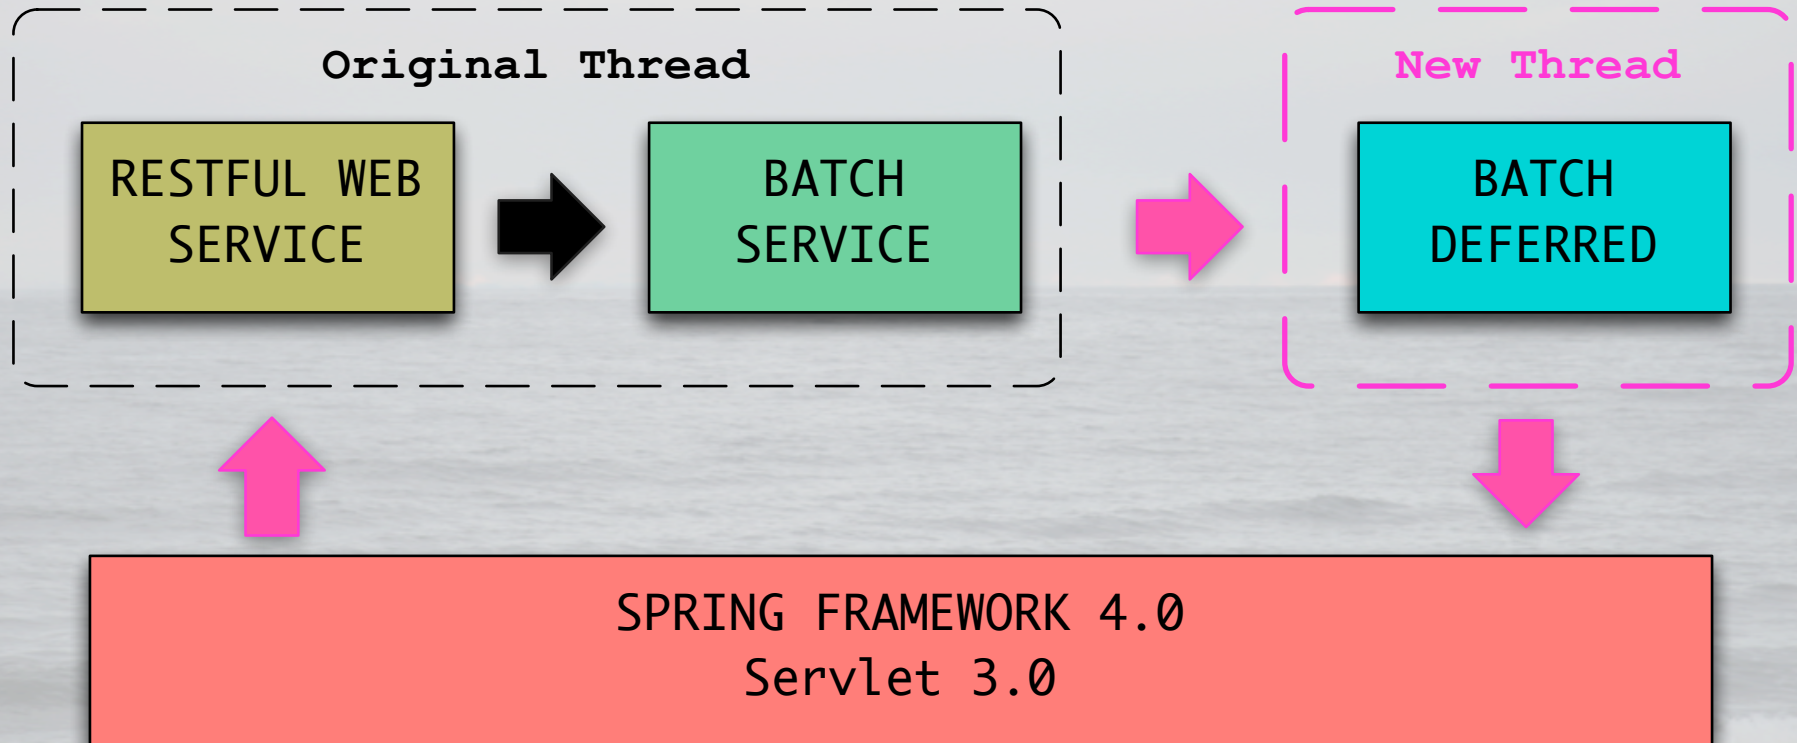 Original Thread
New Thread
RESTFUL WEB
SERVICE
BATCH
SERVICE
BATCH
DEFERRED
SPRING FRAMEWORK 4.0
Servlet 3.0